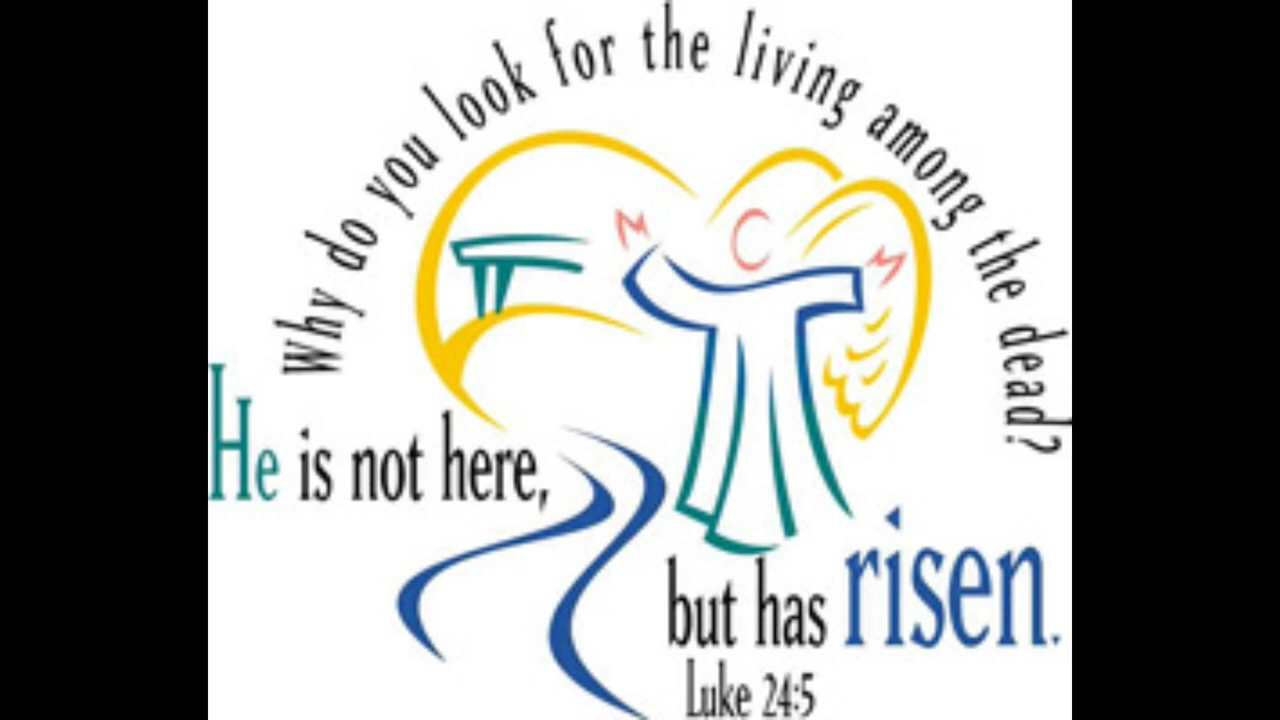 Why do you look for the living among the dead?
He is not here,
but has risen.
Luke 24:5